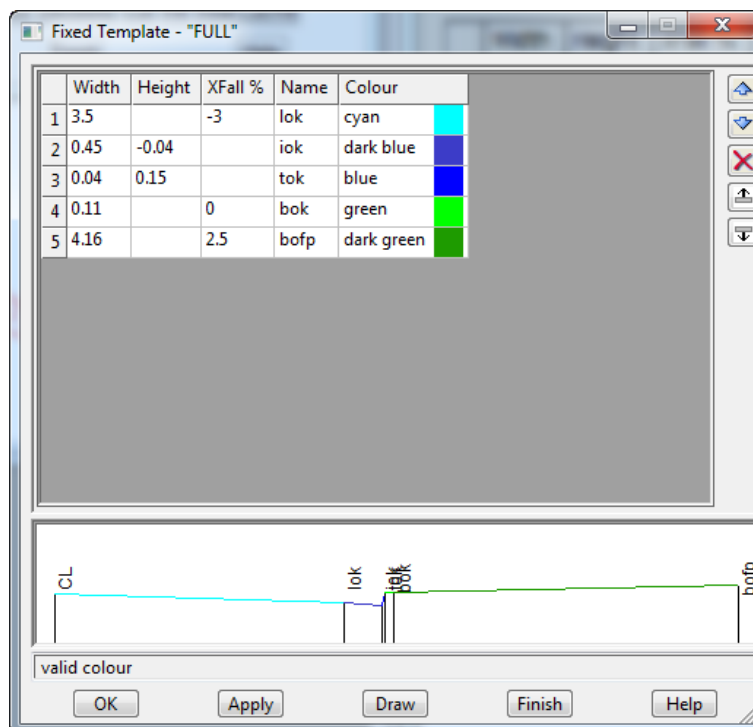 Fixed Template - "FULL"
Width Height XFall % Name Colour
1 3.5 -3 lok cyan
2 0.45 -0.04 iok dark blue
3 0.04 0.15 tok blue
4 0.11 0 bok green
5 4.16 2.5 bofp dark green
CL lok bok bofp
valid colour
OK Apply Draw Finish Help